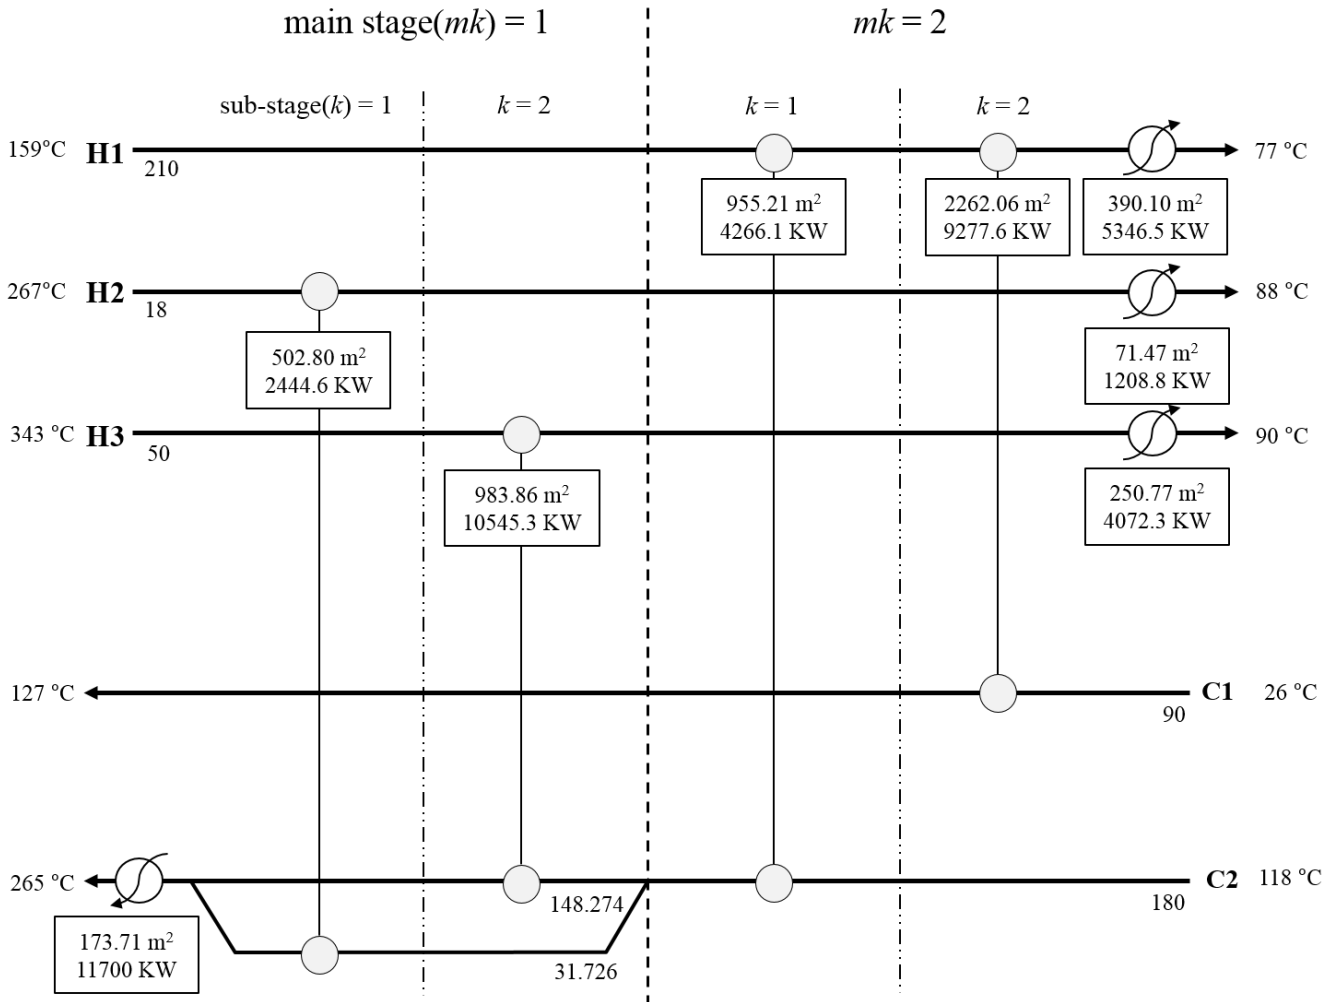 main stage(mk) = 1
mk = 2
sub-stage(k) = 1
k = 2
k = 1
k = 2
159°C H1 77 °C
210
955.21 m²
4266.1 KW
2262.06 m²
9277.6 KW
390.10 m²
5346.5 KW
267°C H2 88 °C
18
502.80 m²
2444.6 KW
71.47 m²
1208.8 KW
343 °C H3 90 °C
50
983.86 m²
10545.3 KW
250.77 m²
4072.3 KW
127 °C C1 26 °C
90
265 °C C2 118 °C
148.274
180
173.71 m²
11700 KW
31.726